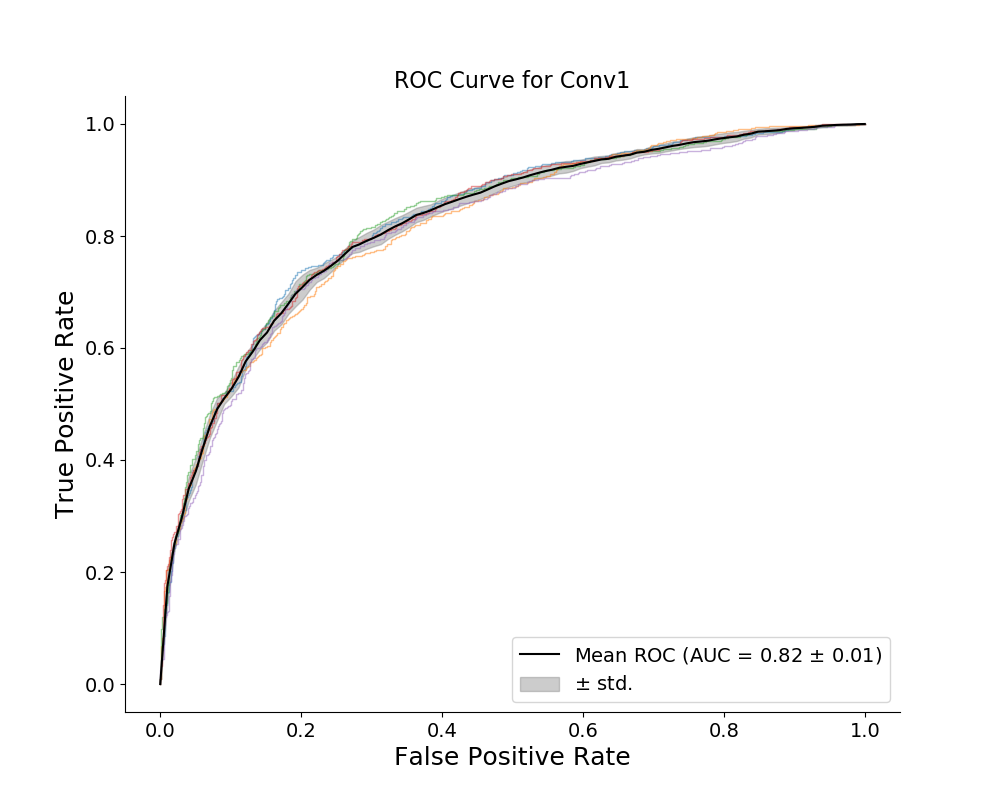 ROC Curve for Conv1
True Positive Rate
1.0
0.8
0.6
0.4
0.2
0.0
Mean ROC (AUC = 0.82 ± 0.01)
± std.
0.0 0.2 0.4 0.6 0.8 1.0
False Positive Rate